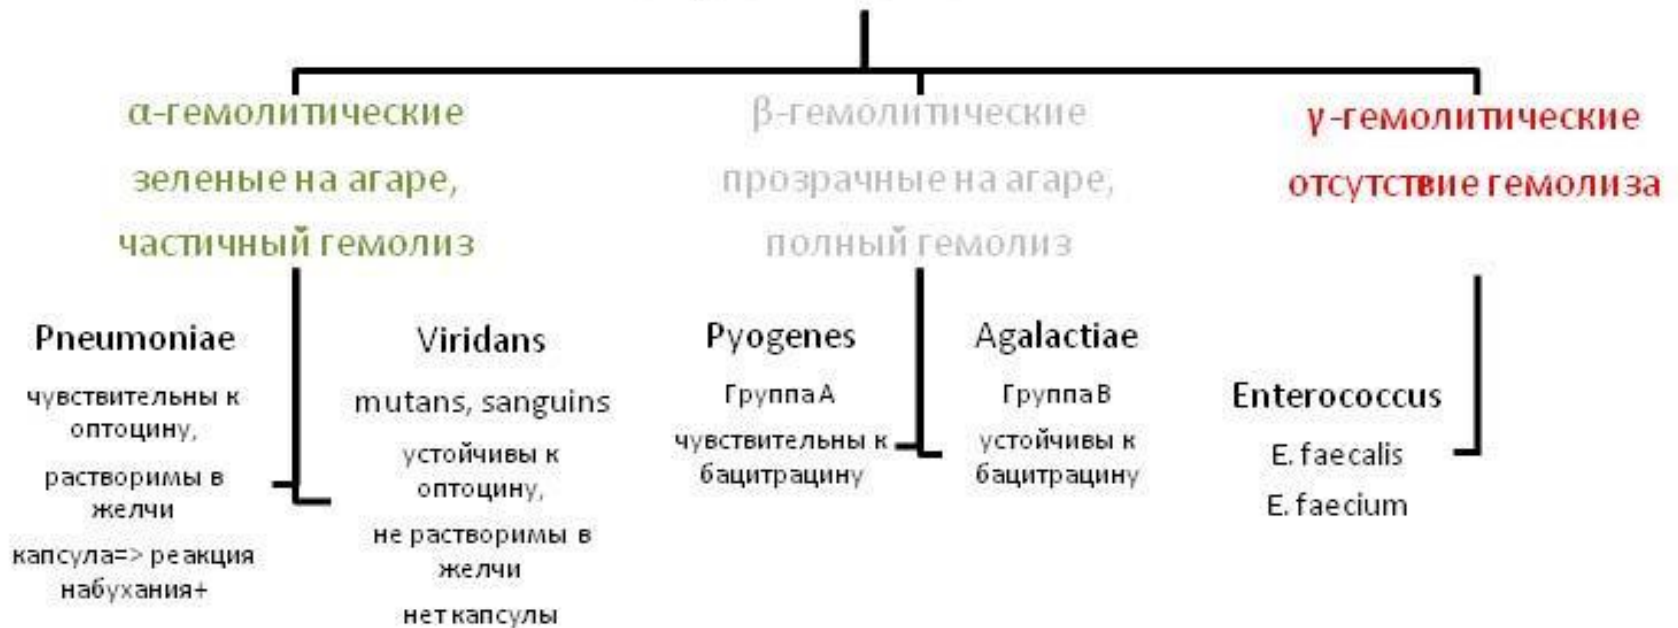 α-гемолитические
зеленые на агаре,
частичный гемолиз
β-гемолитические
прозрачные на агаре,
полный гемолиз
γ-гемолитические
отсутствие гемолиза
Pneumoniae
чувствительны к
оптоцину,
растворимы в
желчи
капсула=> реакция
набухания+
Viridans
mutans, sanguins
устойчивы к
оптоцину,
не растворимы в
желчи
нет капсулы
Pyogenes
Группа А
чувствительны к
бацитрацину
Agalactiae
Группа В
устойчивы к
бацитрацину
Enterococcus
E. faecalis
E. faecium